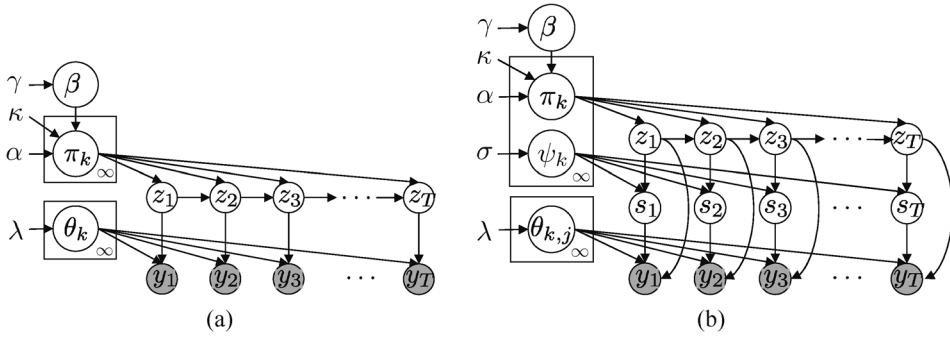 γ β
κ
α π_k
∞
z_1 z_2 z_3 ··· z_T
λ θ_k
∞
y_1 y_2 y_3 ··· y_T
(a)
γ β
κ
α π_k
z_1 z_2 z_3 ··· z_T
σ ψ_k
∞
s_1 s_2 s_3 ··· s_T
λ θ_{k,j}
∞
y_1 y_2 y_3 ··· y_T
(b)